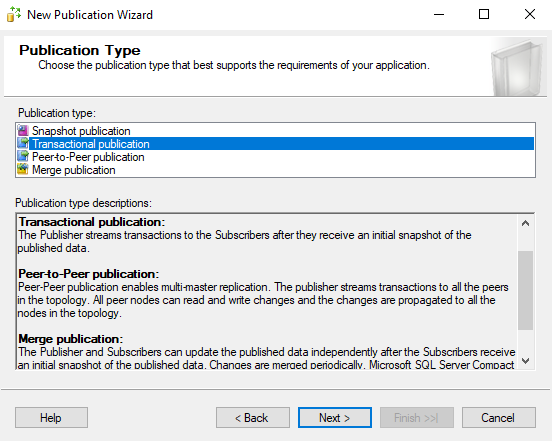 New Publication Wizard
Publication Type
Choose the publication type that best supports the requirements of your application.
Publication type:
Snapshot publication
Transactional publication
Peer-to-Peer publication
Merge publication
Publication type descriptions:
Transactional publication:
The Publisher streams transactions to the Subscribers after they receive an initial snapshot of the
published data.
Peer-to-Peer publication:
Peer-Peer publication enables multi-master replication. The publisher streams transactions to all the peers
in the topology. All peer nodes can read and write changes and the changes are propagated to all the
nodes in the topology.
Merge publication:
The Publisher and Subscribers can update the published data independently after the Subscribers receive
an initial snapshot of the published data. Changes are merged periodically. Microsoft SQL Server Compact
Help
< Back
Next >
Finish >>|
Cancel